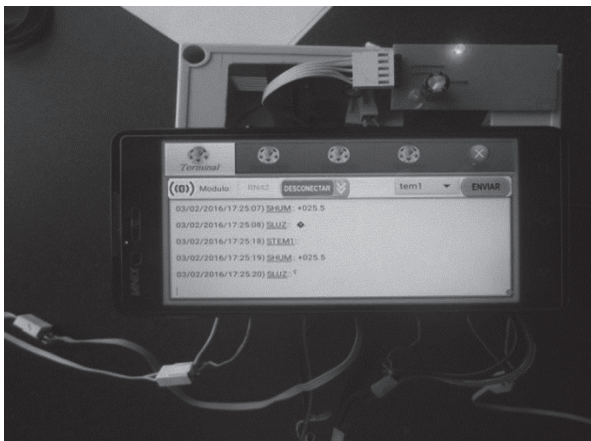 Terminal
Modulo: RN42 DESCONECTAR tem1 ENVIAR
03/02/2016/17:25:07) SHUM: +025.5
03/02/2016/17:25:08) SLUZ: �
03/02/2016/17:25:18) STEM1:
03/02/2016/17:25:19) SHUM: +025.5
03/02/2016/17:25:20) SLUZ: